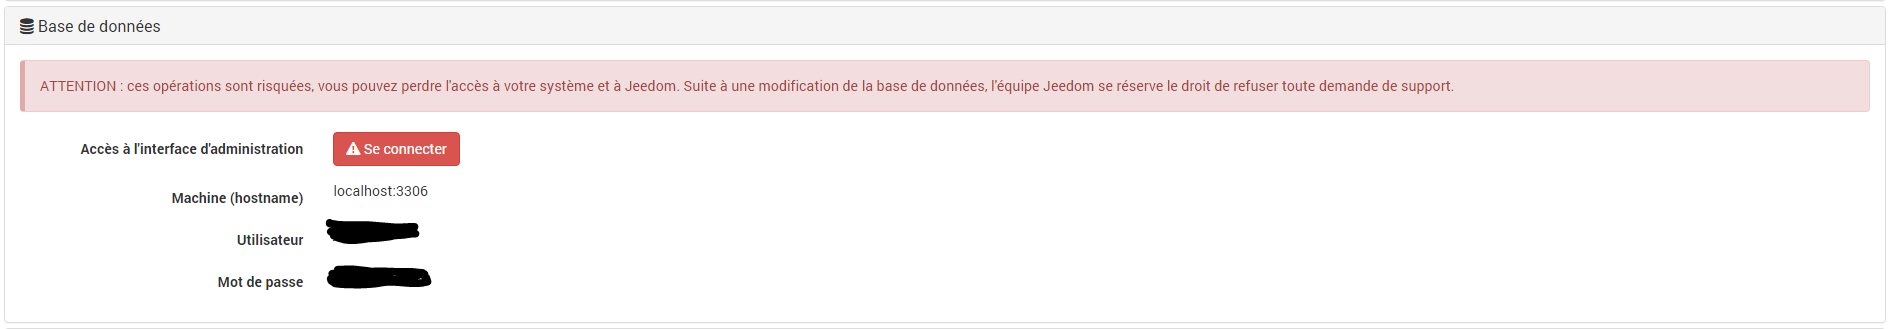 Base de données
ATTENTION : ces opérations sont risquées, vous pouvez perdre l'accès à votre système et à Jeedom. Suite à une modification de la base de données, l'équipe Jeedom se réserve le droit de refuser toute demande de support.
Accès à l'interface d'administration Se connecter
Machine (hostname) localhost:3306
Utilisateur
Mot de passe